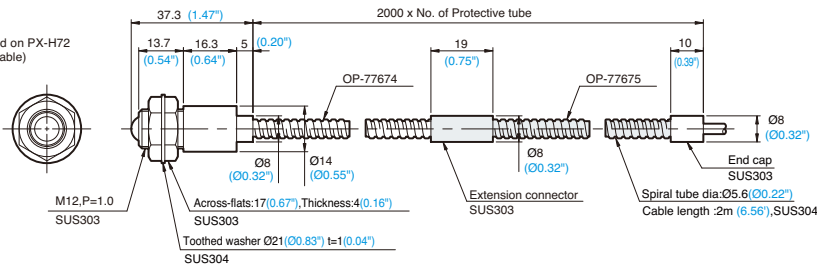 37.3 (1.47")
2000 x No. of Protective tube
d on PX-H72
able)
13.7
(0.54")
16.3
(0.64")
5
(0.20")
19
(0.75")
10
(0.39")
OP-77674
OP-77675
Ø8
(Ø0.32")
Ø14
(Ø0.55")
Ø8
(Ø0.32")
Ø8
(Ø0.32")
End cap
SUS303
M12,P=1.0
SUS303
Across-flats:17(0.67"),Thickness:4(0.16")
SUS303
Extension connector
SUS303
Spiral tube dia:Ø5.6(Ø0.22")
Cable length :2m (6.56'),SUS304
Toothed washer Ø21(Ø0.83") t=1(0.04")
SUS304